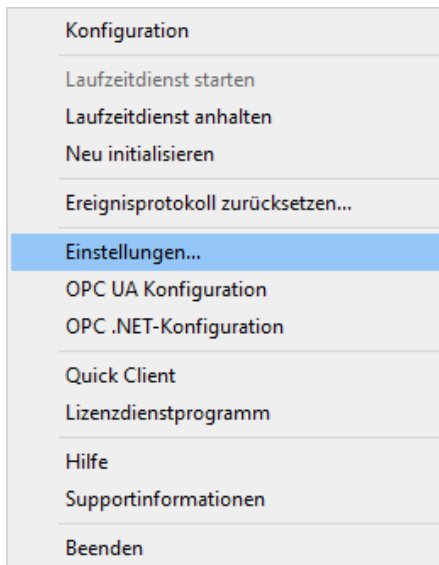 Konfiguration
Laufzeitdienst starten
Laufzeitdienst anhalten
Neu initialisieren
Ereignisprotokoll zurücksetzen...
Einstellungen...
OPC UA Konfiguration
OPC .NET-Konfiguration
Quick Client
Lizenzdienstprogramm
Hilfe
Supportinformationen
Beenden